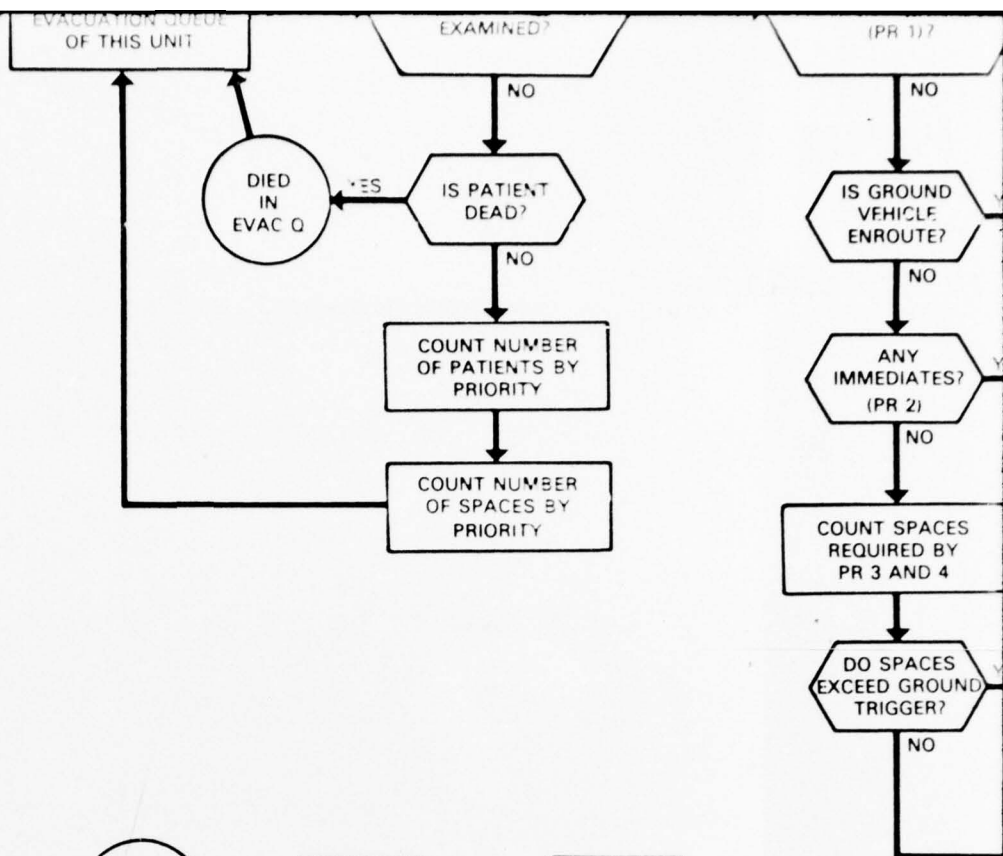 EVACUATION QUEUE
OF THIS UNIT
EXAMINED?
NO
DIED
IN
EVAC Q
YES
IS PATIENT
DEAD?
NO
COUNT NUMBER
OF PATIENTS BY
PRIORITY
COUNT NUMBER
OF SPACES BY
PRIORITY
(PR 1)?
NO
IS GROUND
VEHICLE
ENROUTE?
NO
ANY
IMMEDIATES?
(PR 2)
NO
COUNT SPACES
REQUIRED BY
PR 3 AND 4
DO SPACES
EXCEED GROUND
TRIGGER?
NO